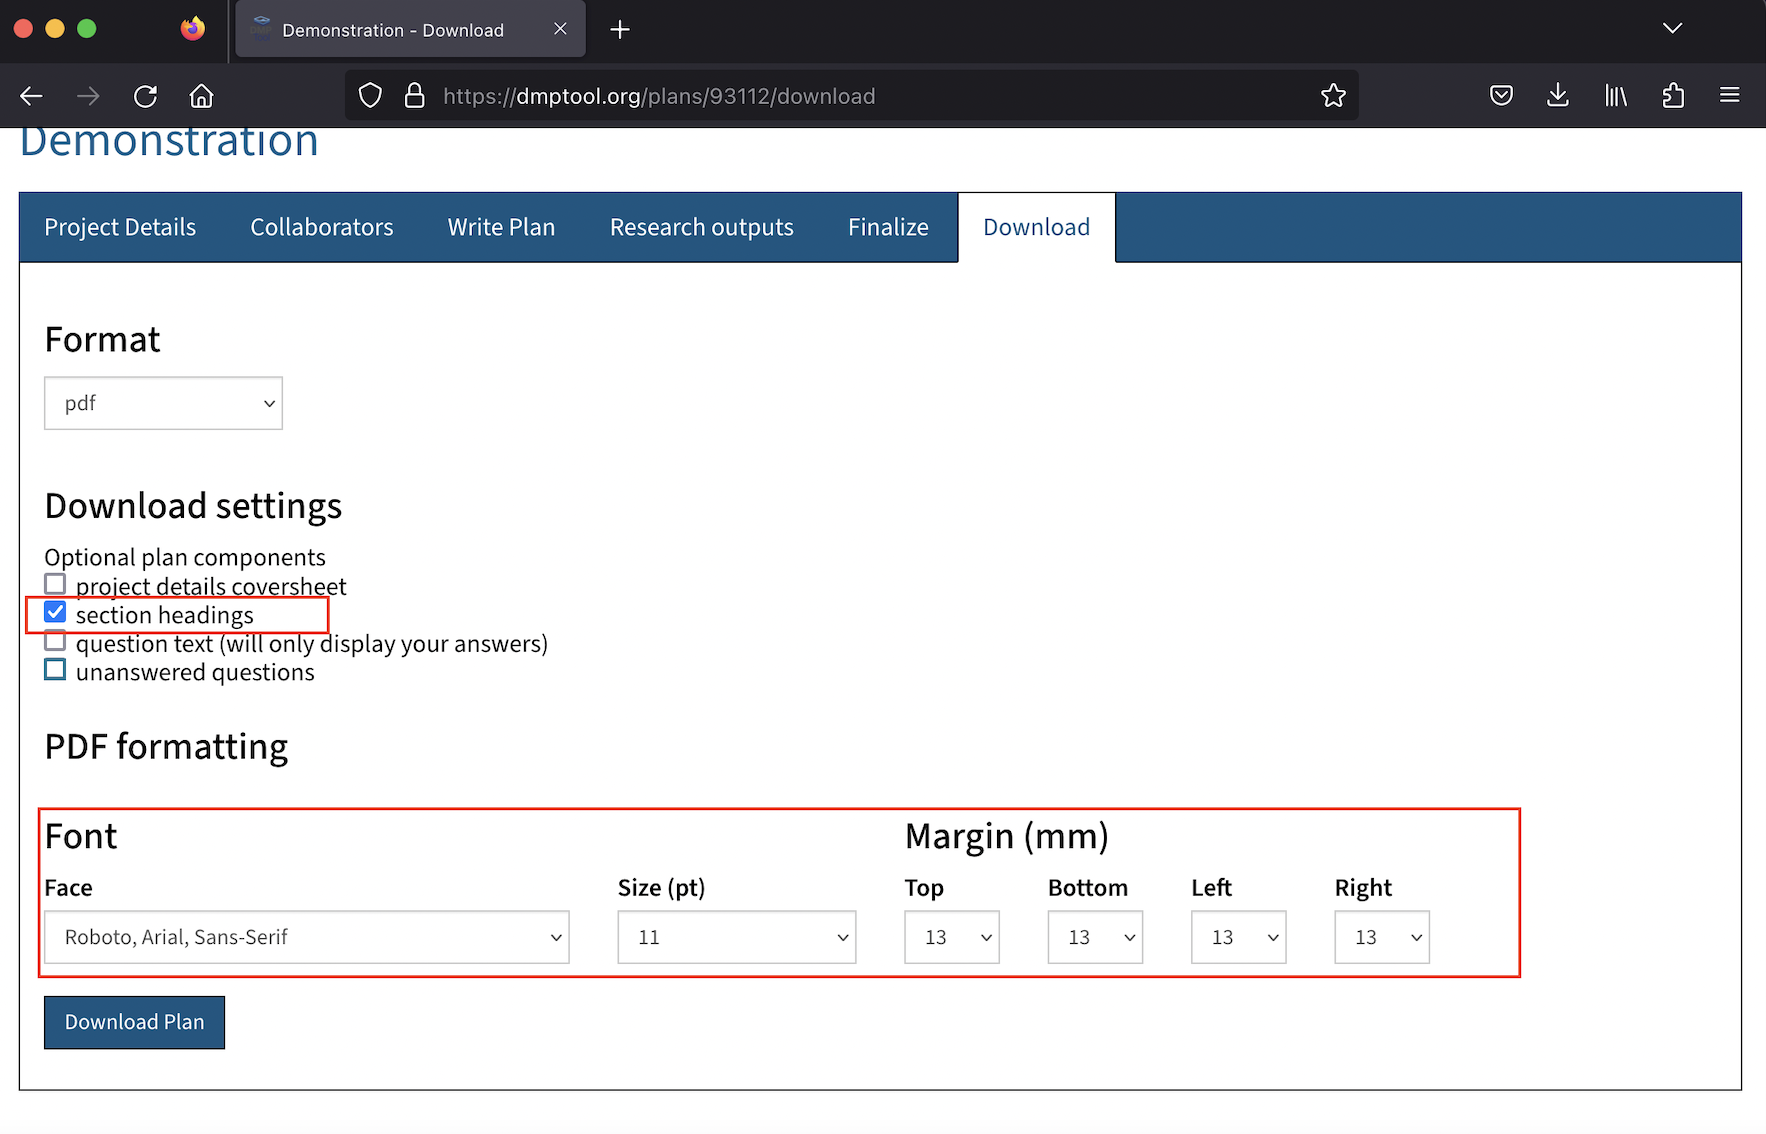 Demonstration - Download
https://dmptool.org/plans/93112/download
Demonstration
Project Details Collaborators Write Plan Research outputs Finalize Download
Format
pdf
Download settings
Optional plan components
project details coversheet
section headings
question text (will only display your answers)
unanswered questions
PDF formatting
Font Margin (mm)
Face Size (pt) Top Bottom Left Right
Roboto, Arial, Sans-Serif 11 13 13 13 13
Download Plan